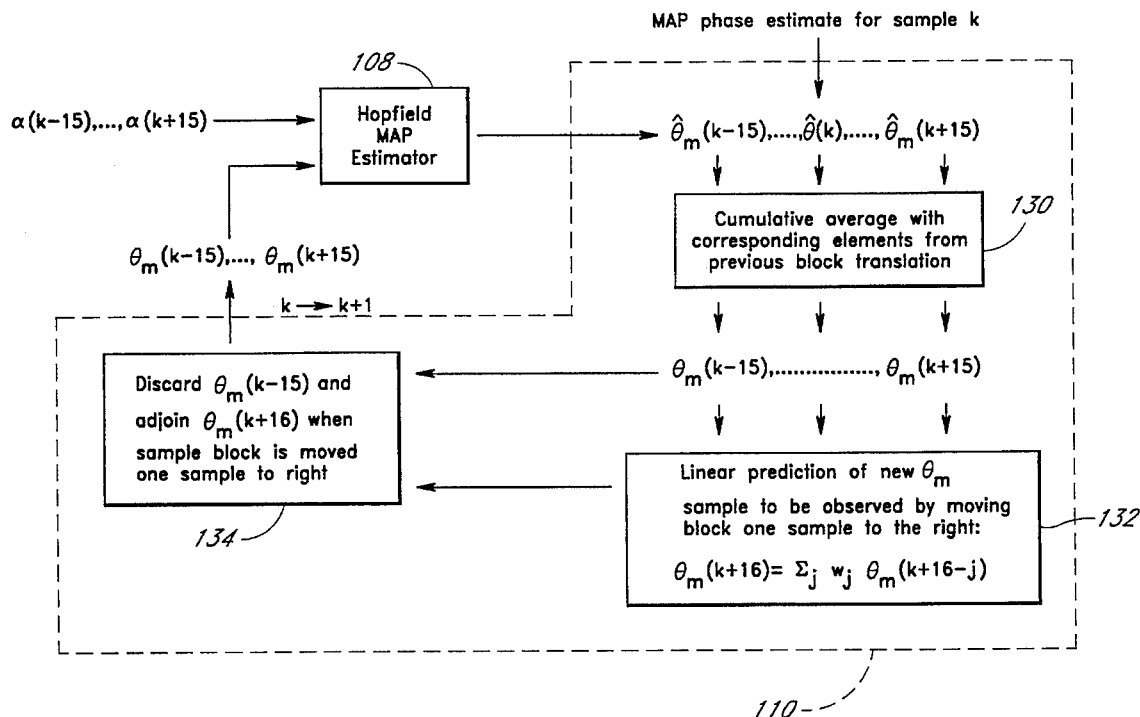 MAP phase estimate for sample k
108
α(k-15),...,α(k+15)
Hopfield
MAP
Estimator
θ̂m(k-15),....,θ̂(k),...., θ̂m(k+15)
130
Cumulative average with
corresponding elements from
previous block translation
θm(k-15),..., θm(k+15)
k → k+1
θm(k-15),................, θm(k+15)
Discard θm(k-15) and
adjoin θm(k+16) when
sample block is moved
one sample to right
134
Linear prediction of new θm
sample to be observed by moving
block one sample to the right:
θm(k+16)= Σj wj θm(k+16-j)
132
110